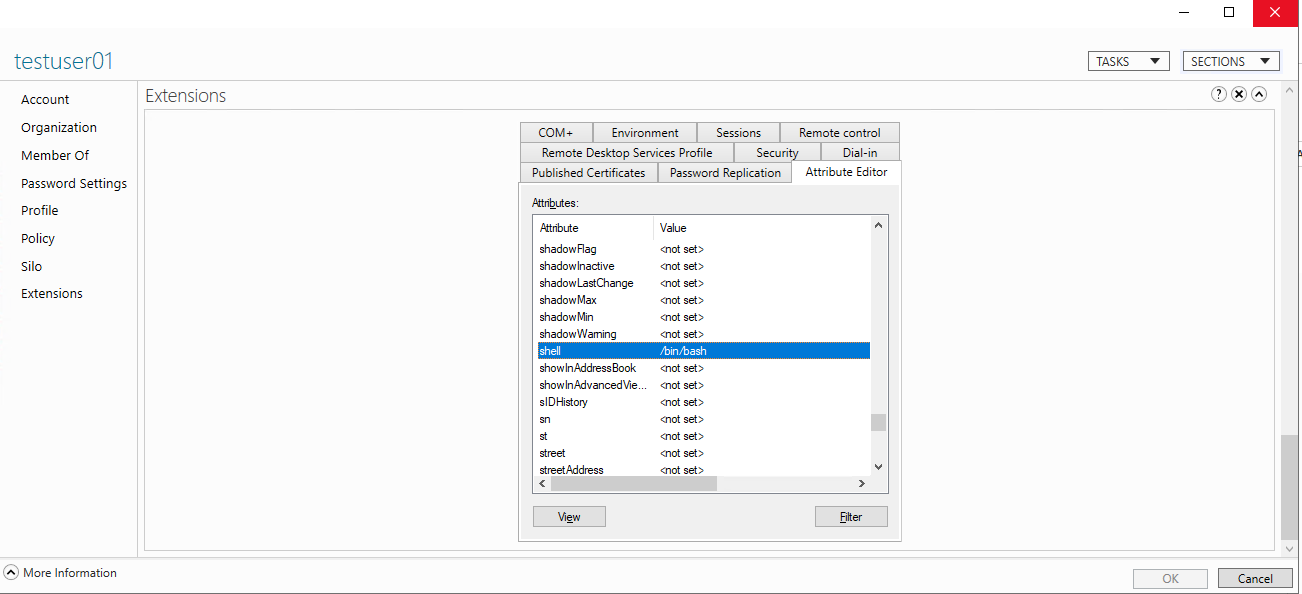 testuser01
TASKS
SECTIONS
Account
Organization
Member Of
Password Settings
Profile
Policy
Silo
Extensions
Extensions
COM+ Environment Sessions Remote control
Remote Desktop Services Profile Security Dial-in
Published Certificates Password Replication Attribute Editor
Attributes:
Attribute Value
shadowFlag <not set>
shadowInactive <not set>
shadowLastChange <not set>
shadowMax <not set>
shadowMin <not set>
shadowWarning <not set>
shell /bin/bash
showInAddressBook <not set>
showInAdvancedVie... <not set>
sIDHistory <not set>
sn <not set>
st <not set>
street <not set>
streetAddress <not set>
View
Filter
More Information
OK
Cancel